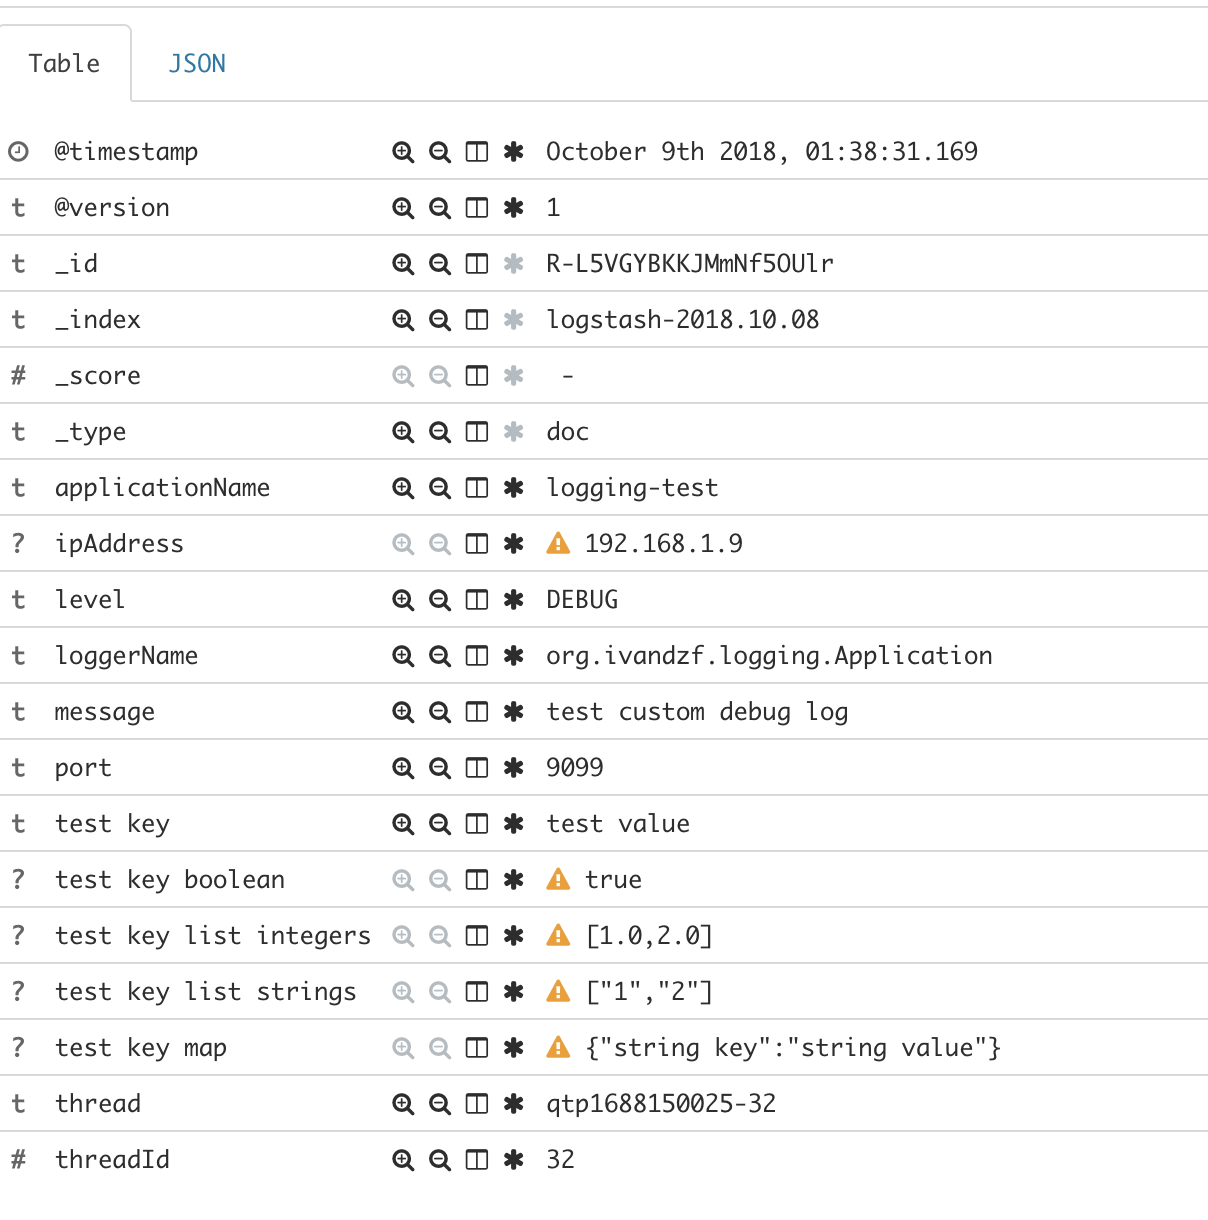 Table JSON
@timestamp October 9th 2018, 01:38:31.169
t @version 1
t _id R-L5VGYBKKJMmNf5OUlr
t _index logstash-2018.10.08
# _score -
t _type doc
t applicationName logging-test
? ipAddress 192.168.1.9
t level DEBUG
t loggerName org.ivandzf.logging.Application
t message test custom debug log
t port 9099
t test key test value
? test key boolean true
? test key list integers [1.0,2.0]
? test key list strings ["1","2"]
? test key map {"string key":"string value"}
t thread qtp1688150025-32
# threadId 32